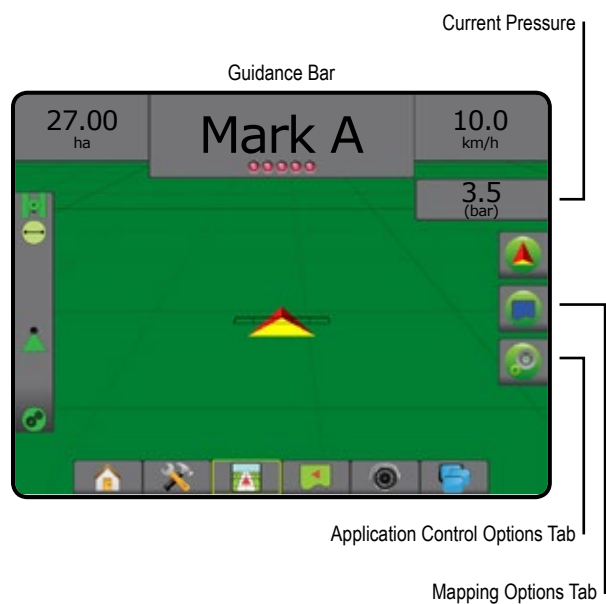 Current Pressure
Guidance Bar
27.00
ha
Mark A
10.0
km/h
3.5
(bar)
Application Control Options Tab
Mapping Options Tab